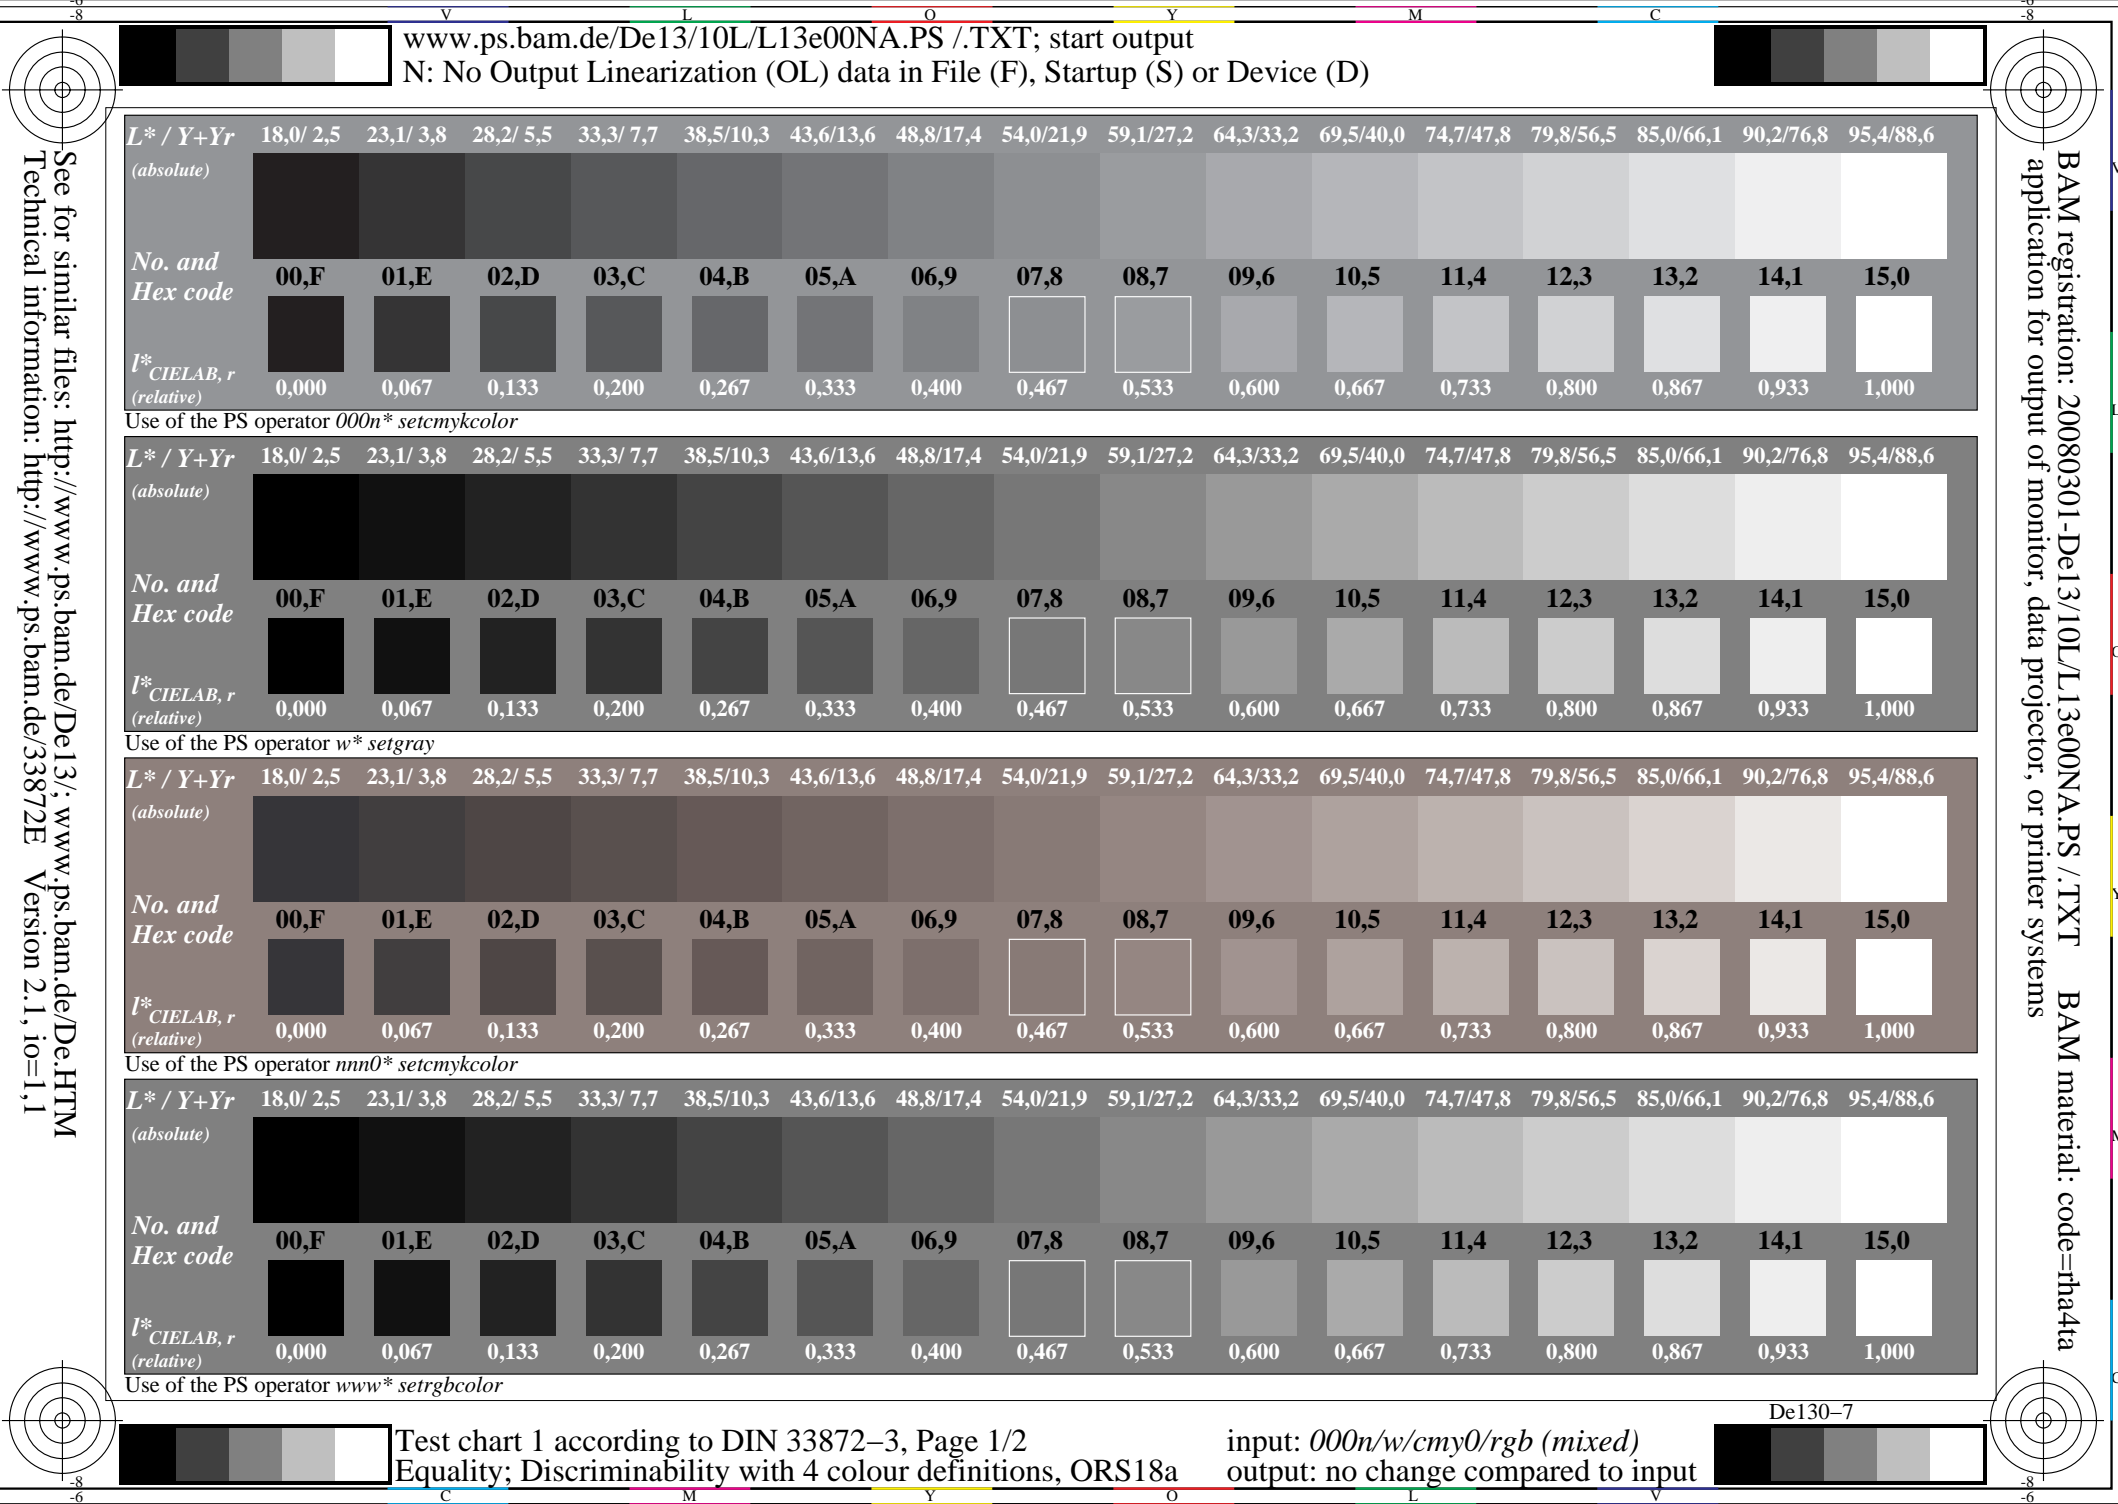 -6
-8
V L O Y M C
-6
-8
www.ps.bam.de/De13/10L/L13e00NA.PS /.TXT; start output
N: No Output Linearization (OL) data in File (F), Startup (S) or Device (D)
See for similar files: http://www.ps.bam.de/De13/; www.ps.bam.de/De.HTM
Technical information: http://www.ps.bam.de/33872E Version 2.1, io=1,1
BAM registration: 20080301-De13/10L/L13e00NA.PS /.TXT BAM material: code=rha4ta
application for output of monitor, data projector, or printer systems
L* / Y+Yr 18,0/ 2,5 23,1/ 3,8 28,2/ 5,5 33,3/ 7,7 38,5/10,3 43,6/13,6 48,8/17,4 54,0/21,9 59,1/27,2 64,3/33,2 69,5/40,0 74,7/47,8 79,8/56,5 85,0/66,1 90,2/76,8 95,4/88,6
(absolute)
No. and
Hex code 00,F 01,E 02,D 03,C 04,B 05,A 06,9 07,8 08,7 09,6 10,5 11,4 12,3 13,2 14,1 15,0
l*CIELAB, r
(relative) 0,000 0,067 0,133 0,200 0,267 0,333 0,400 0,467 0,533 0,600 0,667 0,733 0,800 0,867 0,933 1,000
Use of the PS operator 000n* setcmykcolor
L* / Y+Yr 18,0/ 2,5 23,1/ 3,8 28,2/ 5,5 33,3/ 7,7 38,5/10,3 43,6/13,6 48,8/17,4 54,0/21,9 59,1/27,2 64,3/33,2 69,5/40,0 74,7/47,8 79,8/56,5 85,0/66,1 90,2/76,8 95,4/88,6
(absolute)
No. and
Hex code 00,F 01,E 02,D 03,C 04,B 05,A 06,9 07,8 08,7 09,6 10,5 11,4 12,3 13,2 14,1 15,0
l*CIELAB, r
(relative) 0,000 0,067 0,133 0,200 0,267 0,333 0,400 0,467 0,533 0,600 0,667 0,733 0,800 0,867 0,933 1,000
Use of the PS operator w* setgray
L* / Y+Yr 18,0/ 2,5 23,1/ 3,8 28,2/ 5,5 33,3/ 7,7 38,5/10,3 43,6/13,6 48,8/17,4 54,0/21,9 59,1/27,2 64,3/33,2 69,5/40,0 74,7/47,8 79,8/56,5 85,0/66,1 90,2/76,8 95,4/88,6
(absolute)
No. and
Hex code 00,F 01,E 02,D 03,C 04,B 05,A 06,9 07,8 08,7 09,6 10,5 11,4 12,3 13,2 14,1 15,0
l*CIELAB, r
(relative) 0,000 0,067 0,133 0,200 0,267 0,333 0,400 0,467 0,533 0,600 0,667 0,733 0,800 0,867 0,933 1,000
Use of the PS operator nnn0* setcmykcolor
L* / Y+Yr 18,0/ 2,5 23,1/ 3,8 28,2/ 5,5 33,3/ 7,7 38,5/10,3 43,6/13,6 48,8/17,4 54,0/21,9 59,1/27,2 64,3/33,2 69,5/40,0 74,7/47,8 79,8/56,5 85,0/66,1 90,2/76,8 95,4/88,6
(absolute)
No. and
Hex code 00,F 01,E 02,D 03,C 04,B 05,A 06,9 07,8 08,7 09,6 10,5 11,4 12,3 13,2 14,1 15,0
l*CIELAB, r
(relative) 0,000 0,067 0,133 0,200 0,267 0,333 0,400 0,467 0,533 0,600 0,667 0,733 0,800 0,867 0,933 1,000
Use of the PS operator www* setrgbcolor
De130−7
Test chart 1 according to DIN 33872−3, Page 1/2
Equality; Discriminability with 4 colour definitions, ORS18a
input: 000n/w/cmy0/rgb (mixed)
output: no change compared to input
-8
-6
C M Y O L V
-8
-6